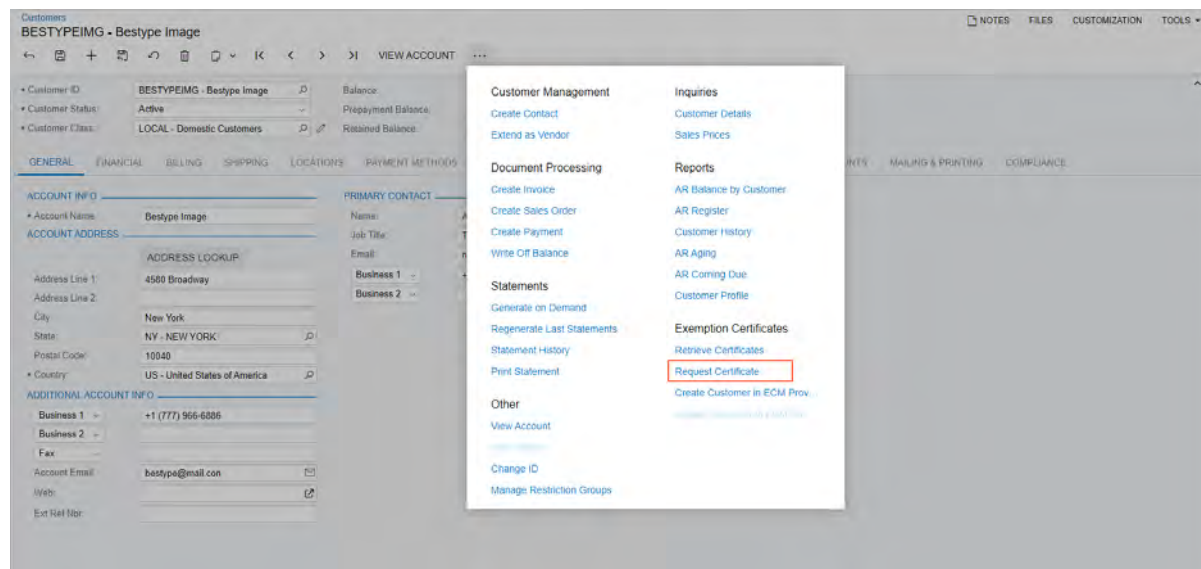 Customers
BESTYPEIMG - Bestype Image
NOTES FILES CUSTOMIZATION TOOLS
VIEW ACCOUNT ...
• Customer ID: BESTYPEIMG - Bestype Image Balance:
• Customer Status: Active Prepayment Balance:
• Customer Class: LOCAL - Domestic Customers Retained Balance:
GENERAL FINANCIAL BILLING SHIPPING LOCATIONS PAYMENT METHODS MAILING & PRINTING COMPLIANCE
ACCOUNT INFO
• Account Name: Bestype Image
ACCOUNT ADDRESS
ADDRESS LOOKUP
Address Line 1: 4580 Broadway
Address Line 2:
City: New York
State: NY - NEW YORK
Postal Code: 10040
• Country: US - United States of America
ADDITIONAL ACCOUNT INFO
Business 1 +1 (777) 966-6886
Business 2
Fax
Account Email: bestype@mail.con
Web:
Ext Ref Nbr:
PRIMARY CONTACT
Name:
Job Title:
Email:
Business 1
Business 2
Customer Management
Create Contact
Extend as Vendor
Document Processing
Create Invoice
Create Sales Order
Create Payment
Write Off Balance
Statements
Generate on Demand
Regenerate Last Statements
Statement History
Print Statement
Other
View Account
Change ID
Manage Restriction Groups
Inquiries
Customer Details
Sales Prices
Reports
AR Balance by Customer
AR Register
Customer History
AR Aging
AR Coming Due
Customer Profile
Exemption Certificates
Retrieve Certificates
Request Certificate
Create Customer in ECM Prov...